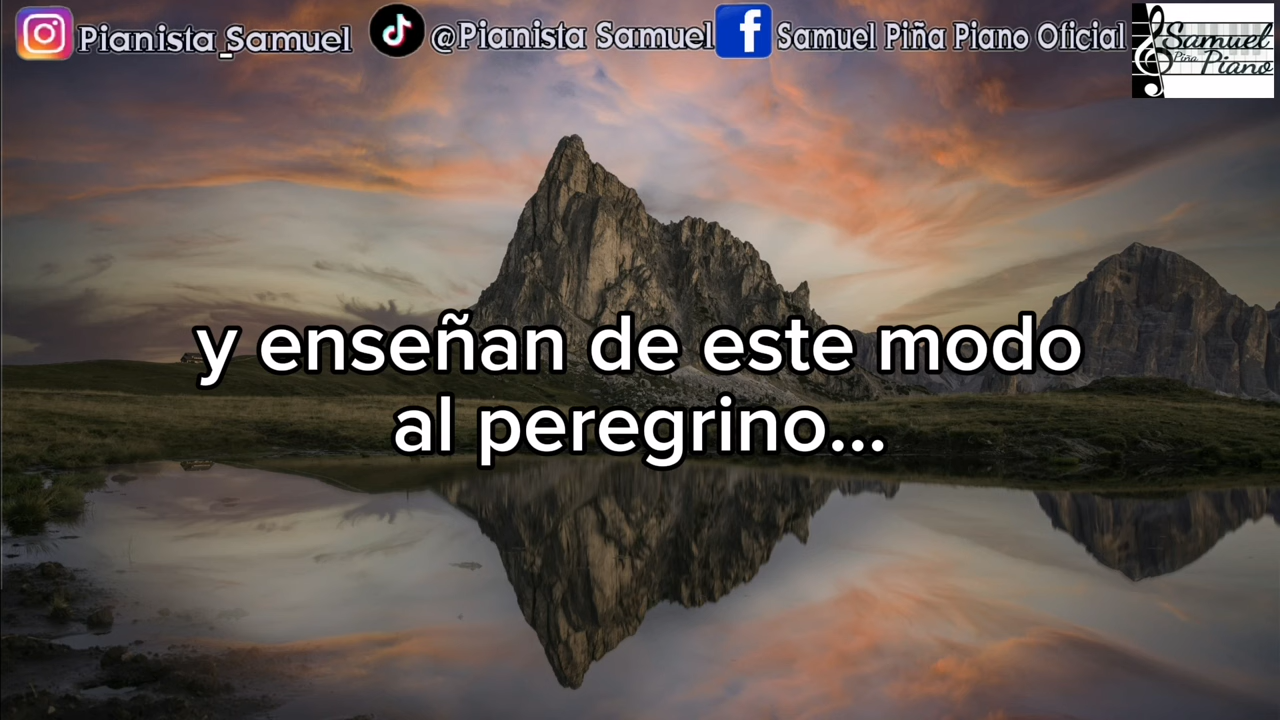 Pianista_Samuel
@Pianista Samuel
Samuel Piña Piano Oficial
Samuel
Piña Piano
y enseñan de este modo
al peregrino...